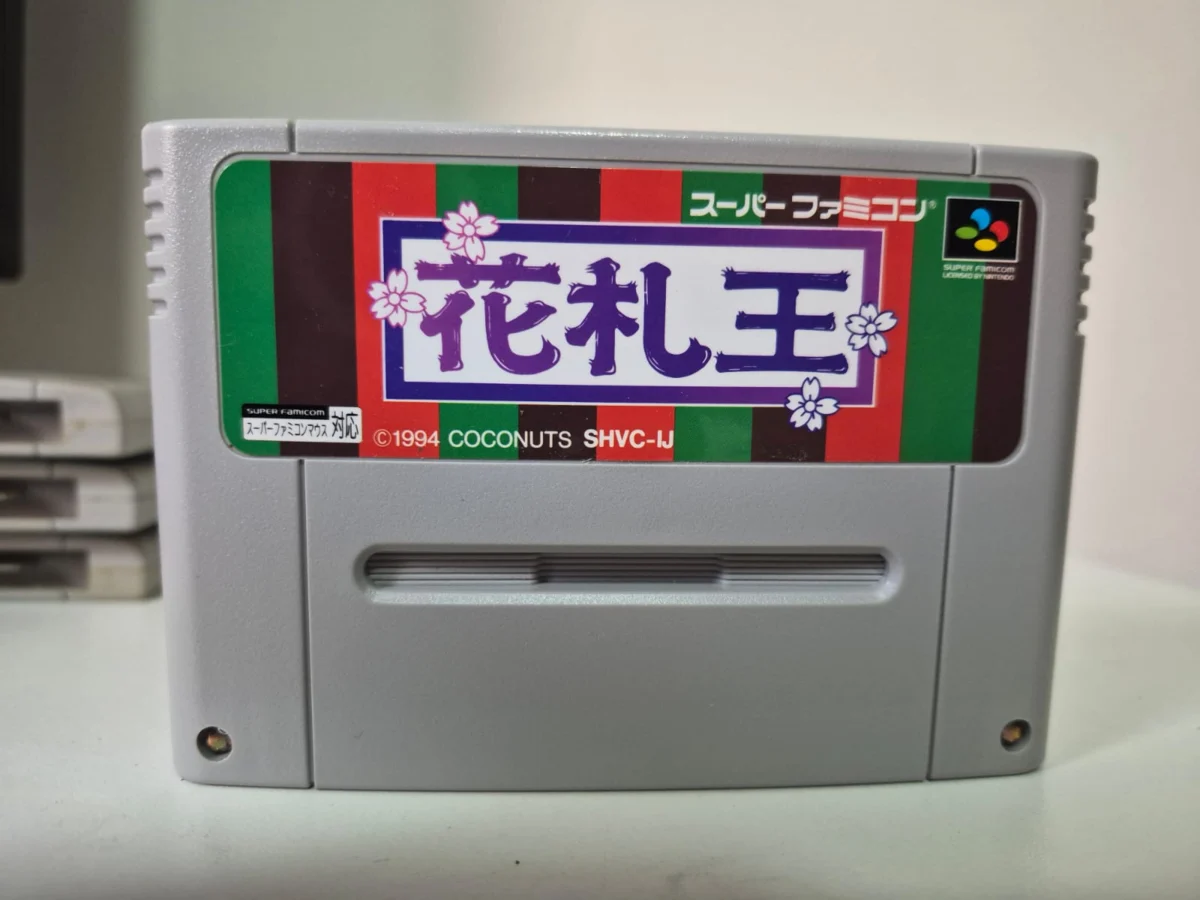 スーパーファミコン®
SUPER FAMICOM
LICENSED BY NINTENDO
花札王
SUPER FAMICOM
スーパーファミコンマウス 対応
©1994 COCONUTS SHVC-IJ